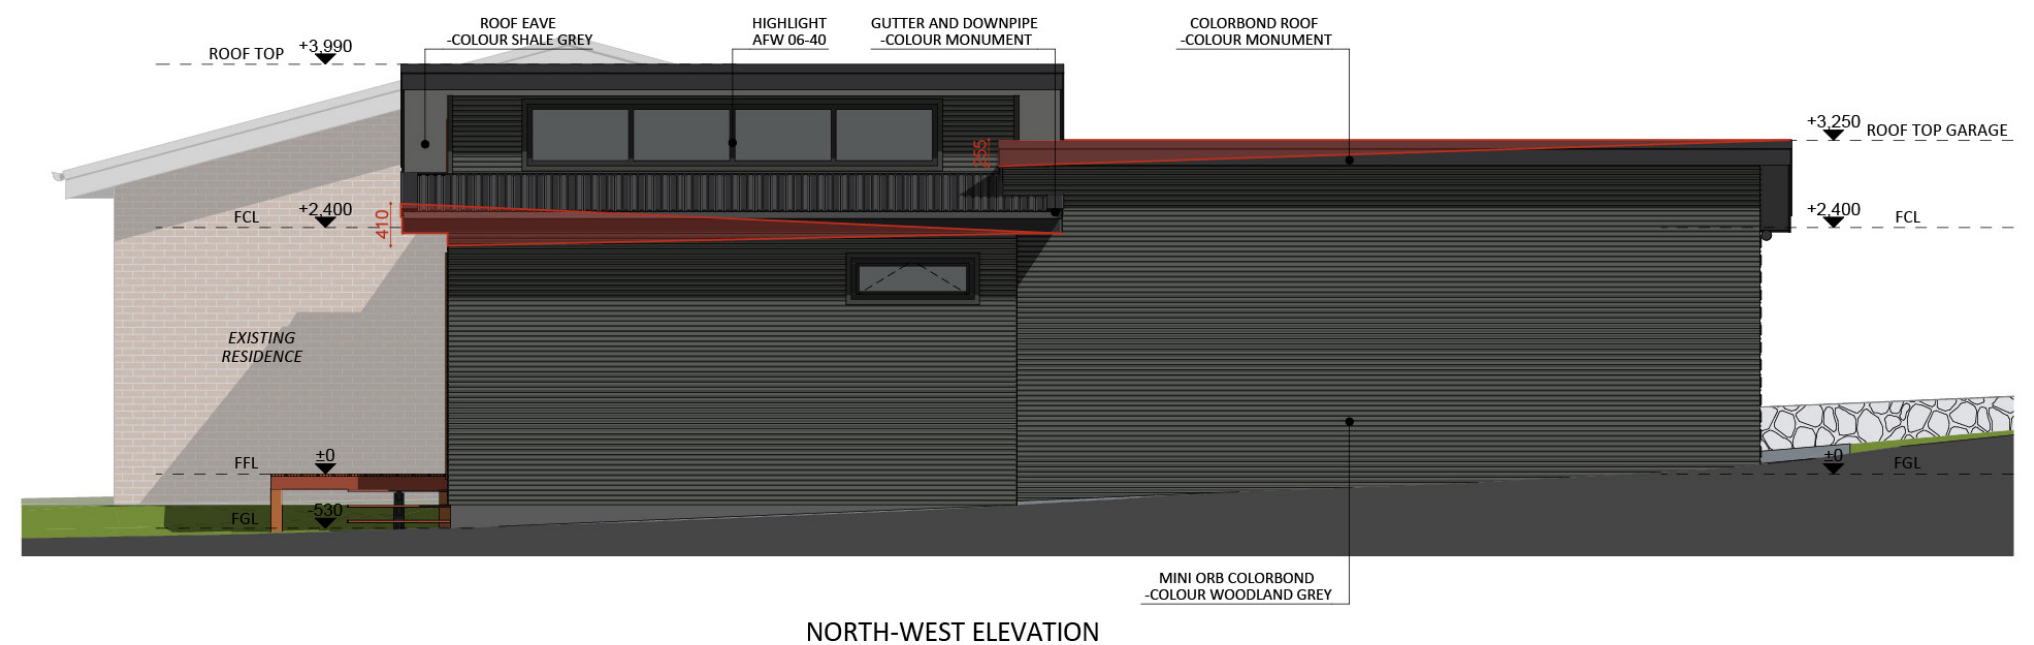 ROOF EAVE
-COLOUR SHALE GREY
HIGHLIGHT
AFW 06-40
GUTTER AND DOWNPIPE
-COLOUR MONUMENT
COLORBOND ROOF
-COLOUR MONUMENT
ROOF TOP +3,990
+3,250 ROOF TOP GARAGE
255
FCL +2,400
410
+2,400 FCL
EXISTING
RESIDENCE
FFL ±0
±0 FGL
FGL -530
MINI ORB COLORBOND
-COLOUR WOODLAND GREY
NORTH-WEST ELEVATION